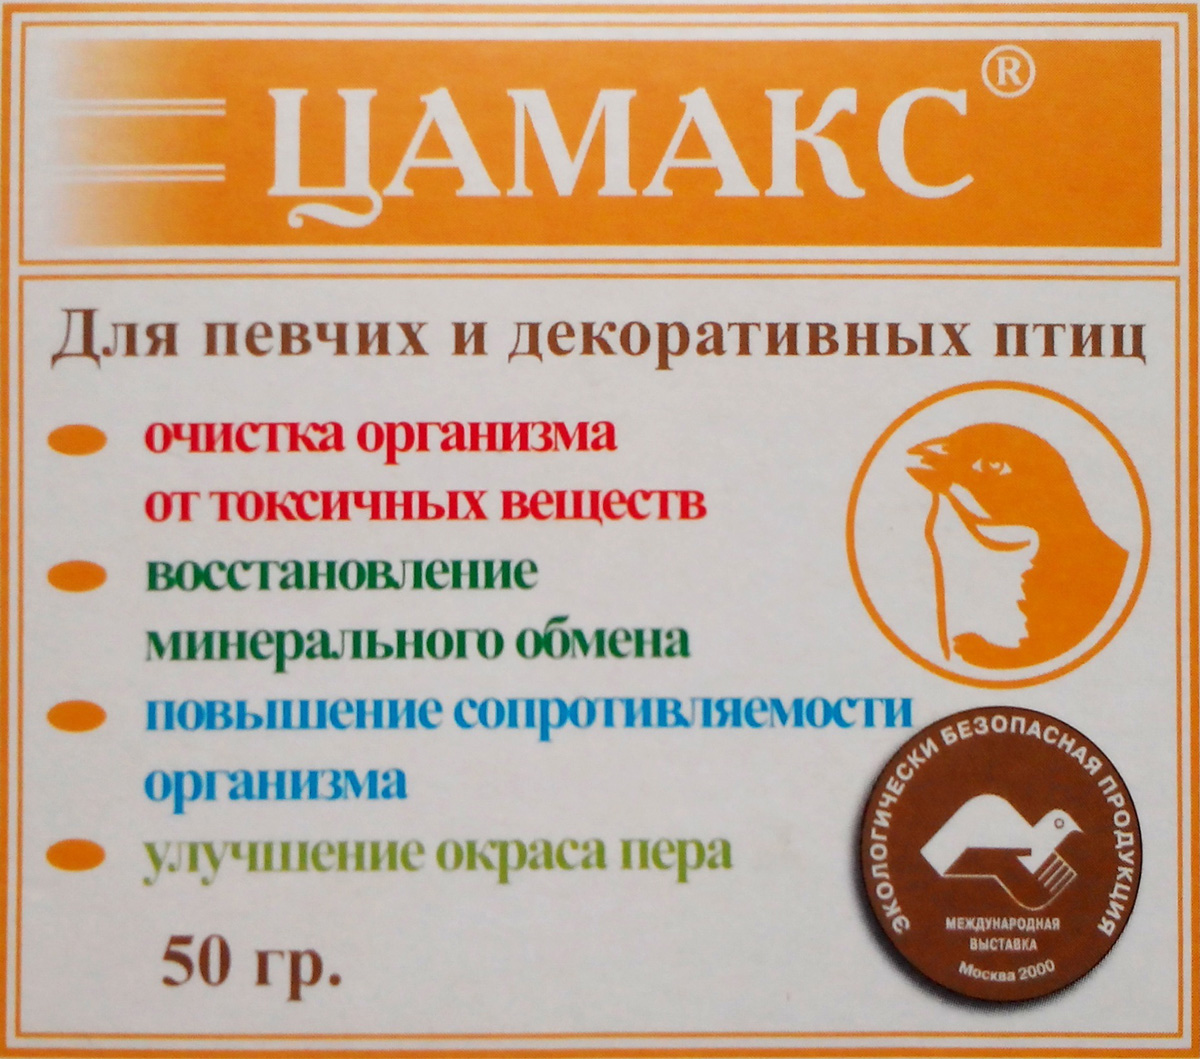 ЦАМАКС®
Для певчих и декоративных птиц
очистка организма
от токсичных веществ
восстановление
минерального обмена
повышение сопротивляемости
организма
улучшение окраса пера
50 гр.
ЭКОЛОГИЧЕСКИ БЕЗОПАСНАЯ ПРОДУКЦИЯ
МЕЖДУНАРОДНАЯ
ВЫСТАВКА
Москва 2000